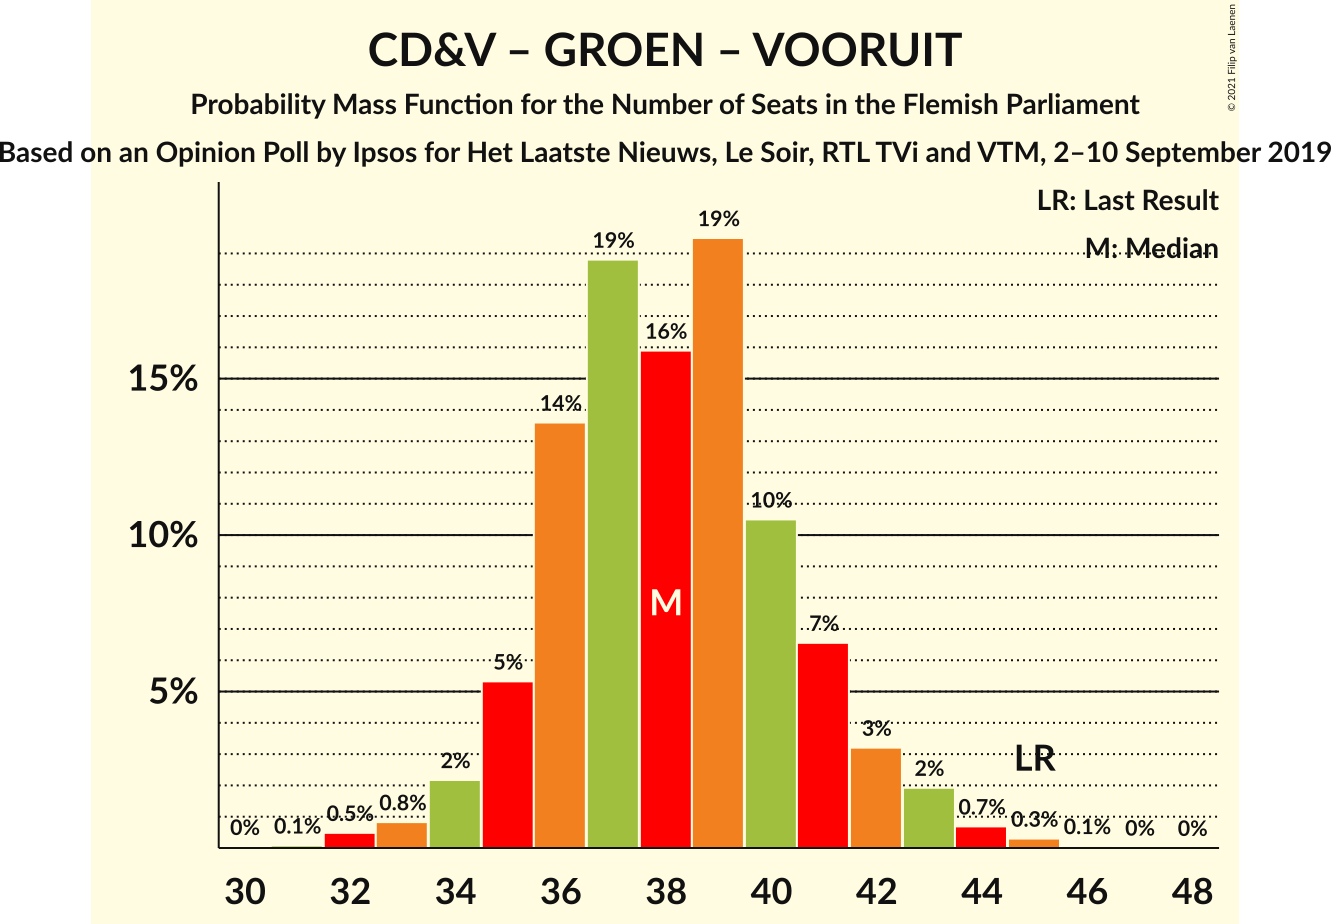 CD&V – GROEN – VOORUIT
Probability Mass Function for the Number of Seats in the Flemish Parliament
Based on an Opinion Poll by Ipsos for Het Laatste Nieuws, Le Soir, RTL TVi and VTM, 2–10 September 2019
© 2021 Filip van Laenen
LR: Last Result
M: Median
15%
10%
5%
0%
0.1%
0.5%
0.8%
2%
5%
14%
19%
16%
19%
10%
7%
3%
2%
0.7%
0.3%
0.1%
0%
0%
M
LR
30 32 34 36 38 40 42 44 46 48